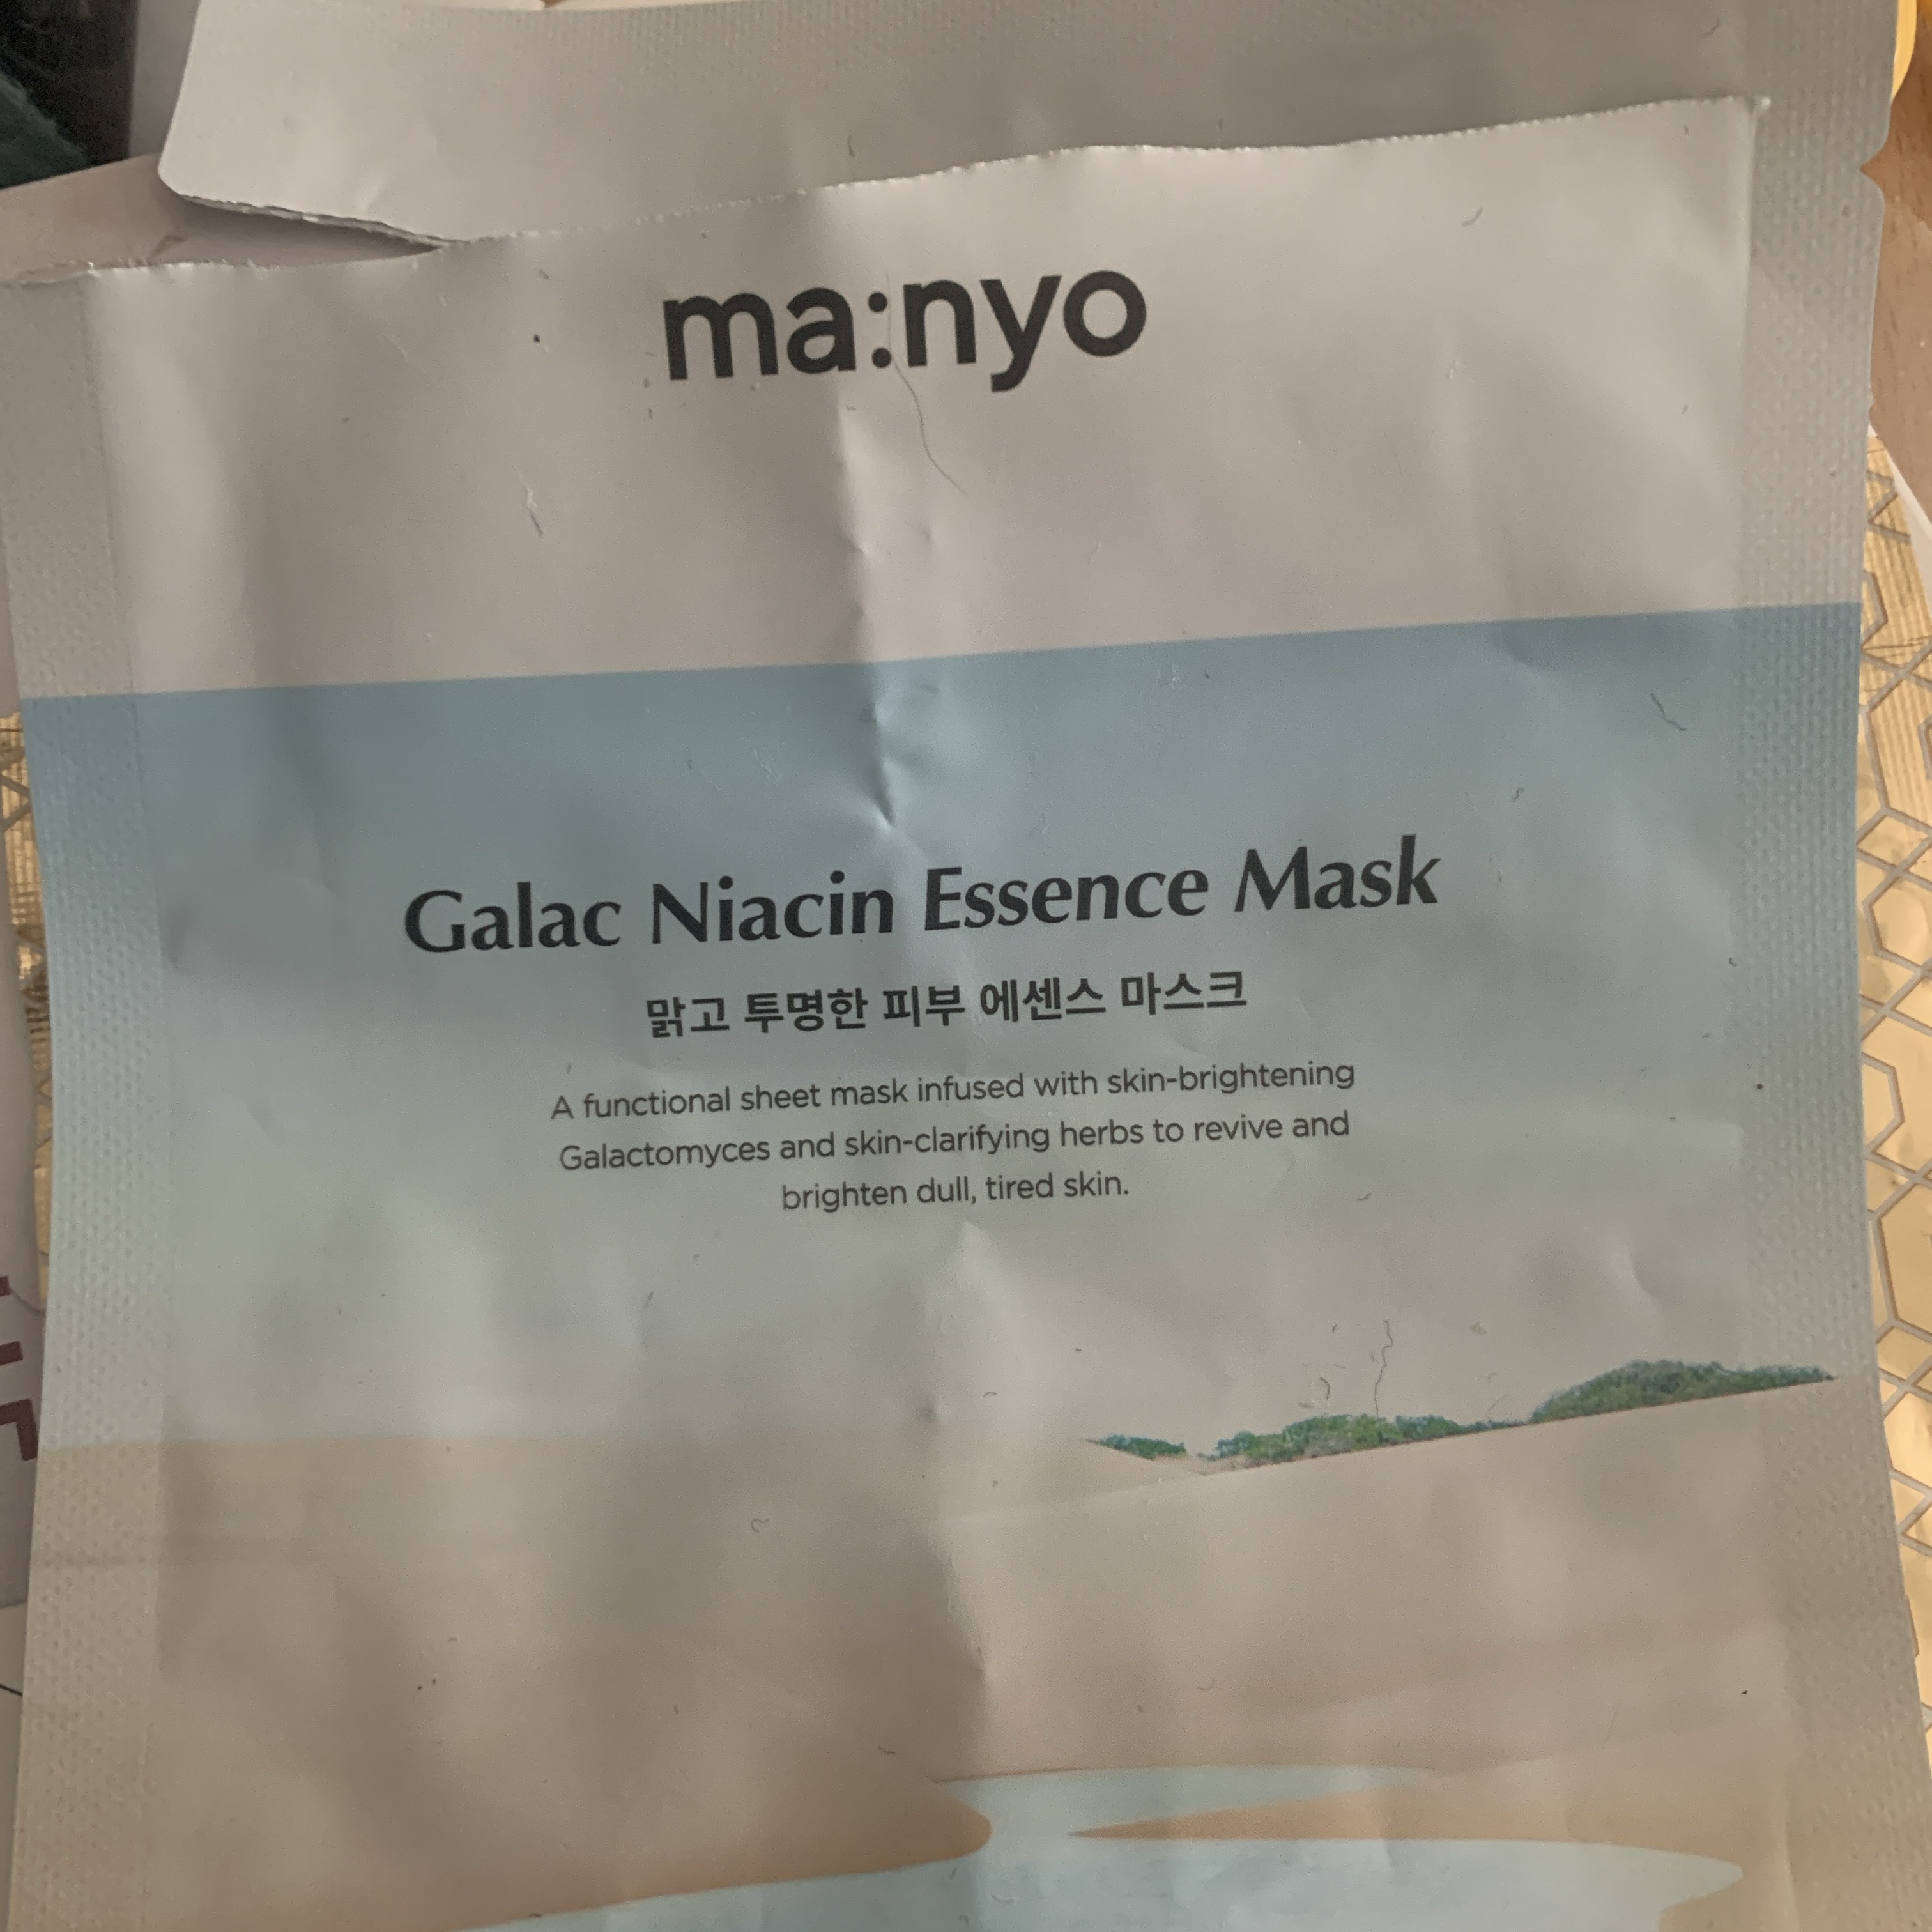 ma:nyo
Galac Niacin Essence Mask
맑고 투명한 피부 에센스 마스크
A functional sheet mask infused with skin-brightening
Galactomyces and skin-clarifying herbs to revive and
brighten dull, tired skin.